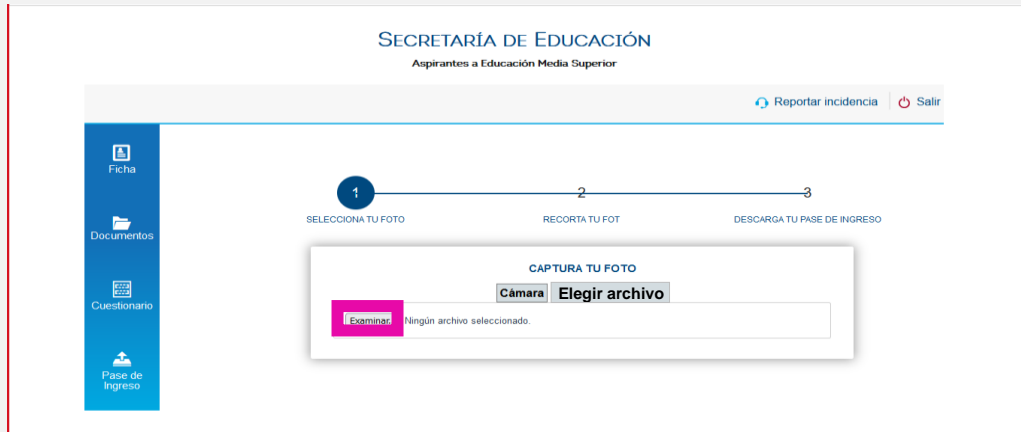 SECRETARÍA DE EDUCACIÓN
Aspirantes a Educación Media Superior
Reportar incidencia
Salir
Ficha
Documentos
Cuestionario
Pase de
Ingreso
1
2
3
SELECCIONA TU FOTO
RECORTA TU FOT
DESCARGA TU PASE DE INGRESO
CAPTURA TU FOTO
Cámara Elegir archivo
Examinar. Ningún archivo seleccionado.